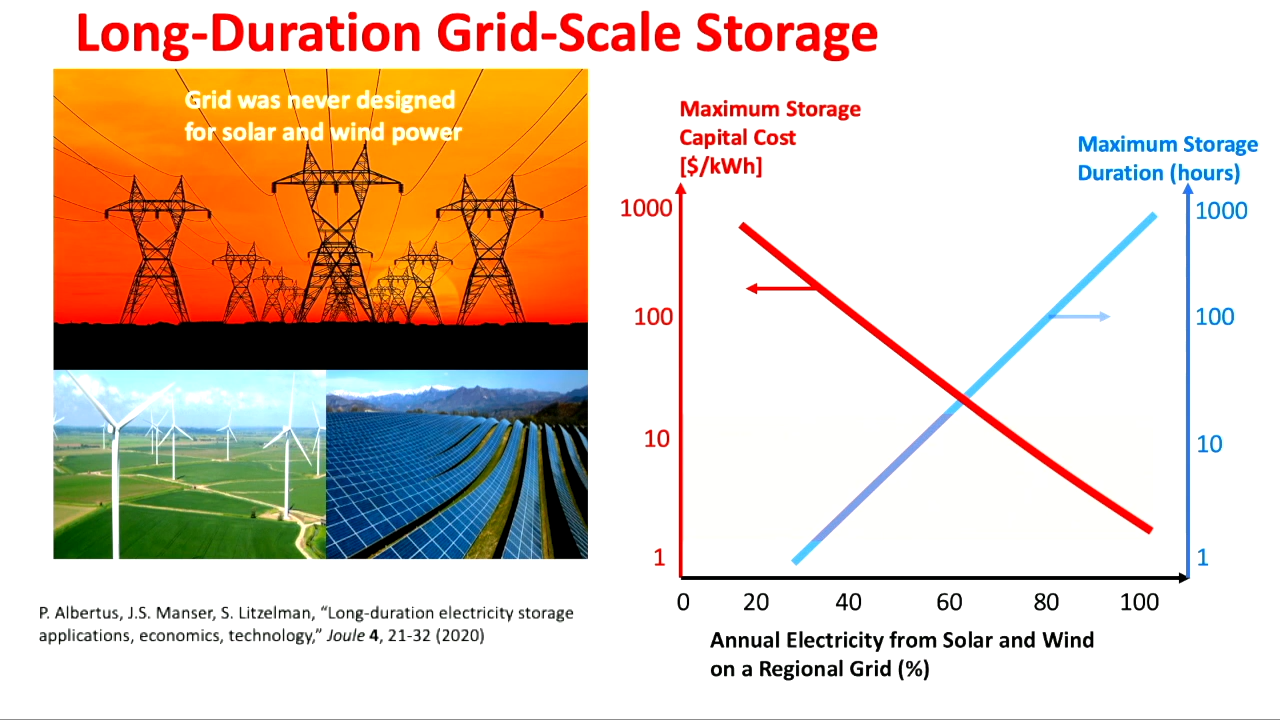 Long-Duration Grid-Scale Storage
Grid was never designed
for solar and wind power
P. Albertus, J.S. Manser, S. Litzelman, “Long-duration electricity storage
applications, economics, technology,” Joule 4, 21-32 (2020)
Maximum Storage
Capital Cost
[$/kWh]
1000
100
10
1
Maximum Storage
Duration (hours)
1000
100
10
1
0 20 40 60 80 100
Annual Electricity from Solar and Wind
on a Regional Grid (%)